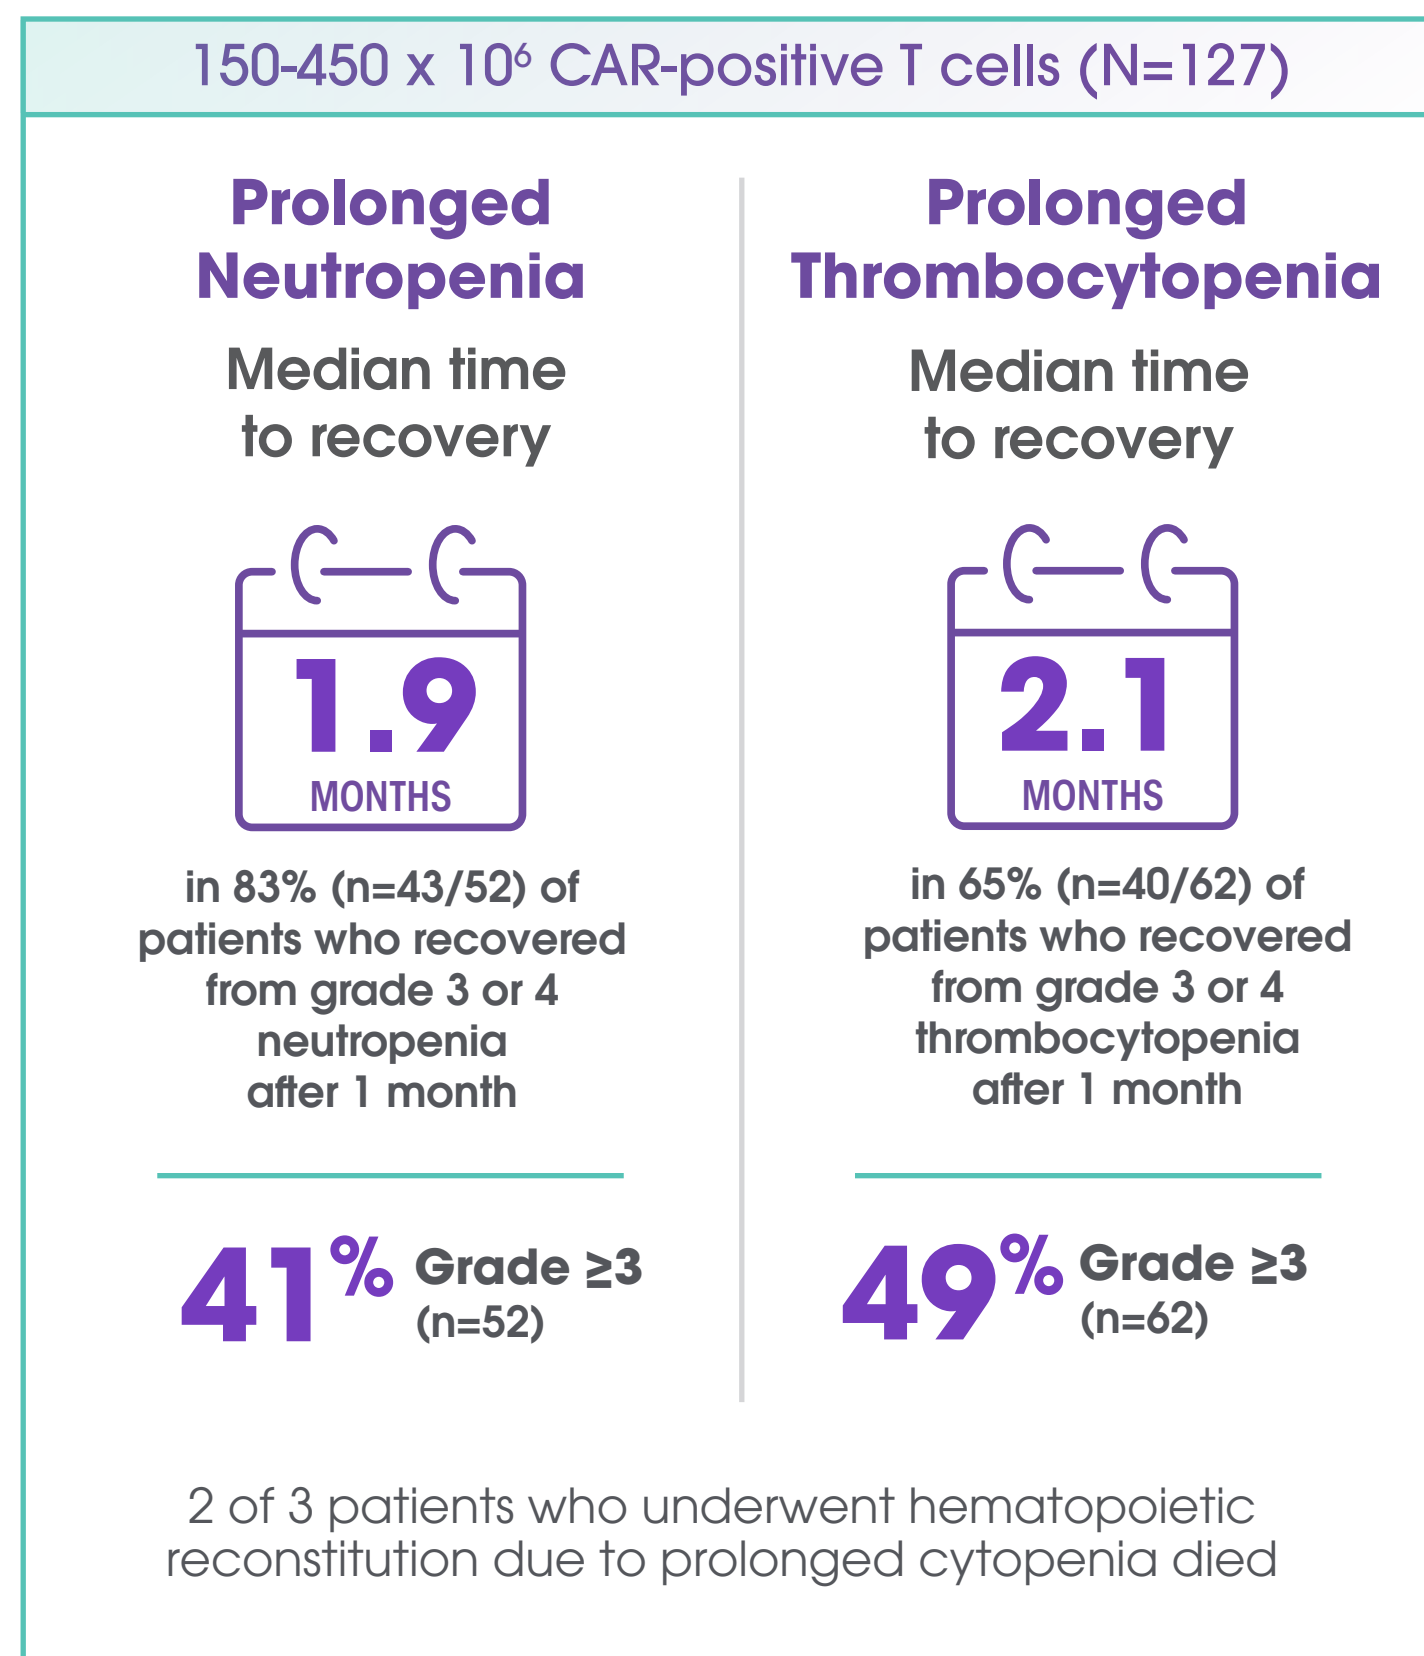 150-450 x 10⁶ CAR-positive T cells (N=127)
Prolonged
Neutropenia
Median time
to recovery
1.9
MONTHS
in 83% (n=43/52) of
patients who recovered
from grade 3 or 4
neutropenia
after 1 month
41% Grade ≥3
(n=52)
Prolonged
Thrombocytopenia
Median time
to recovery
2.1
MONTHS
in 65% (n=40/62) of
patients who recovered
from grade 3 or 4
thrombocytopenia
after 1 month
49% Grade ≥3
(n=62)
2 of 3 patients who underwent hematopoietic
reconstitution due to prolonged cytopenia died